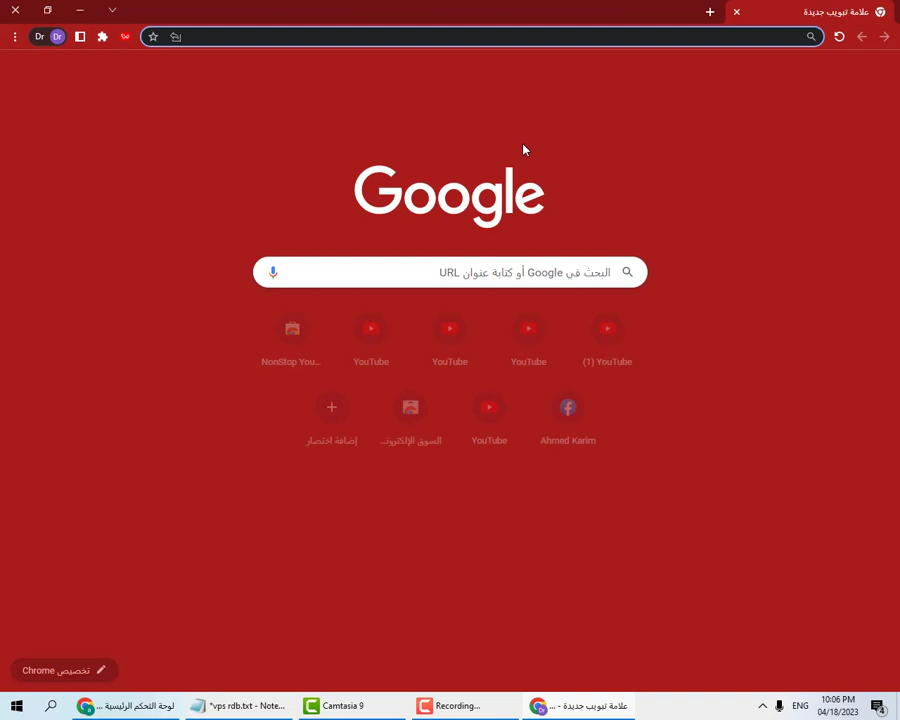 علامة تبويب جديدة
Dr
Dr
Google
البحث في Google أو كتابة عنوان URL
NonStop You...
YouTube
YouTube
YouTube
(1) YouTube
إضافة اختصار
السوق الإلكترونـ...
YouTube
Ahmed Karim
تخصيص Chrome
لوحة التحكم الرئيسية ...
*vps rdb.txt - Note...
Camtasia 9
Recording...
علامة تبويب جديدة - ...
ENG
10:06 PM
04/18/2023
4